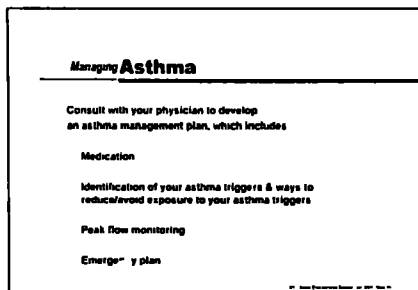 Managing Asthma
Consult with your physician to develop
an asthma management plan, which includes
Medication
Identification of your asthma triggers & ways to
reduce/avoid exposure to your asthma triggers
Peak flow monitoring
plan